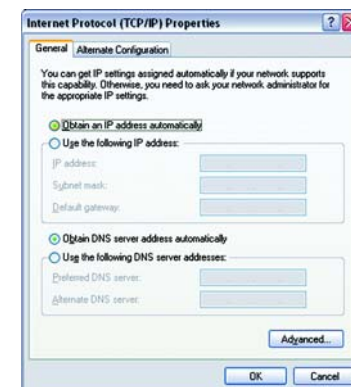 Internet Protocol (TCP/IP) Properties
General
Alternate Configuration
You can get IP settings assigned automatically if your network supports
this capability. Otherwise, you need to ask your network administrator for
the appropriate IP settings.
Obtain an IP address automatically
Use the following IP address:
IP address:
Subnet mask:
Default gateway:
Obtain DNS server address automatically
Use the following DNS server addresses:
Preferred DNS server:
Alternate DNS server:
Advanced...
OK
Cancel